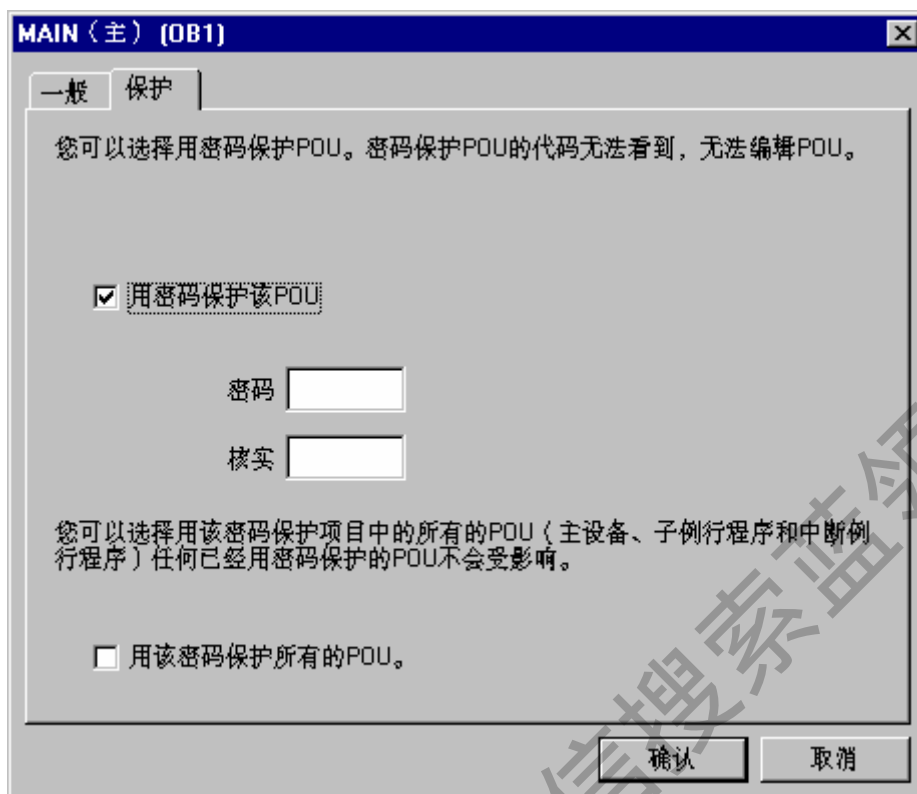 MAIN（主） (OB1)
一般 保护
您可以选择用密码保护POU。密码保护POU的代码无法看到，无法编辑POU。
用密码保护该POU
密码
核实
您可以选择用该密码保护项目中的所有的POU（主设备、子例行程序和中断例
行程序）任何已经用密码保护的POU不会受影响。
用该密码保护所有的POU。
确认 取消
信搜索蓝领